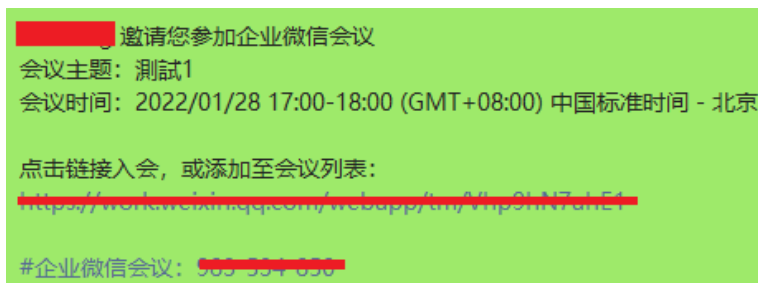 邀请您参加企业微信会议
会议主题：测試1
会议时间：2022/01/28 17:00-18:00 (GMT+08:00) 中国标准时间 - 北京
点击链接入会，或添加至会议列表：
#企业微信会议：